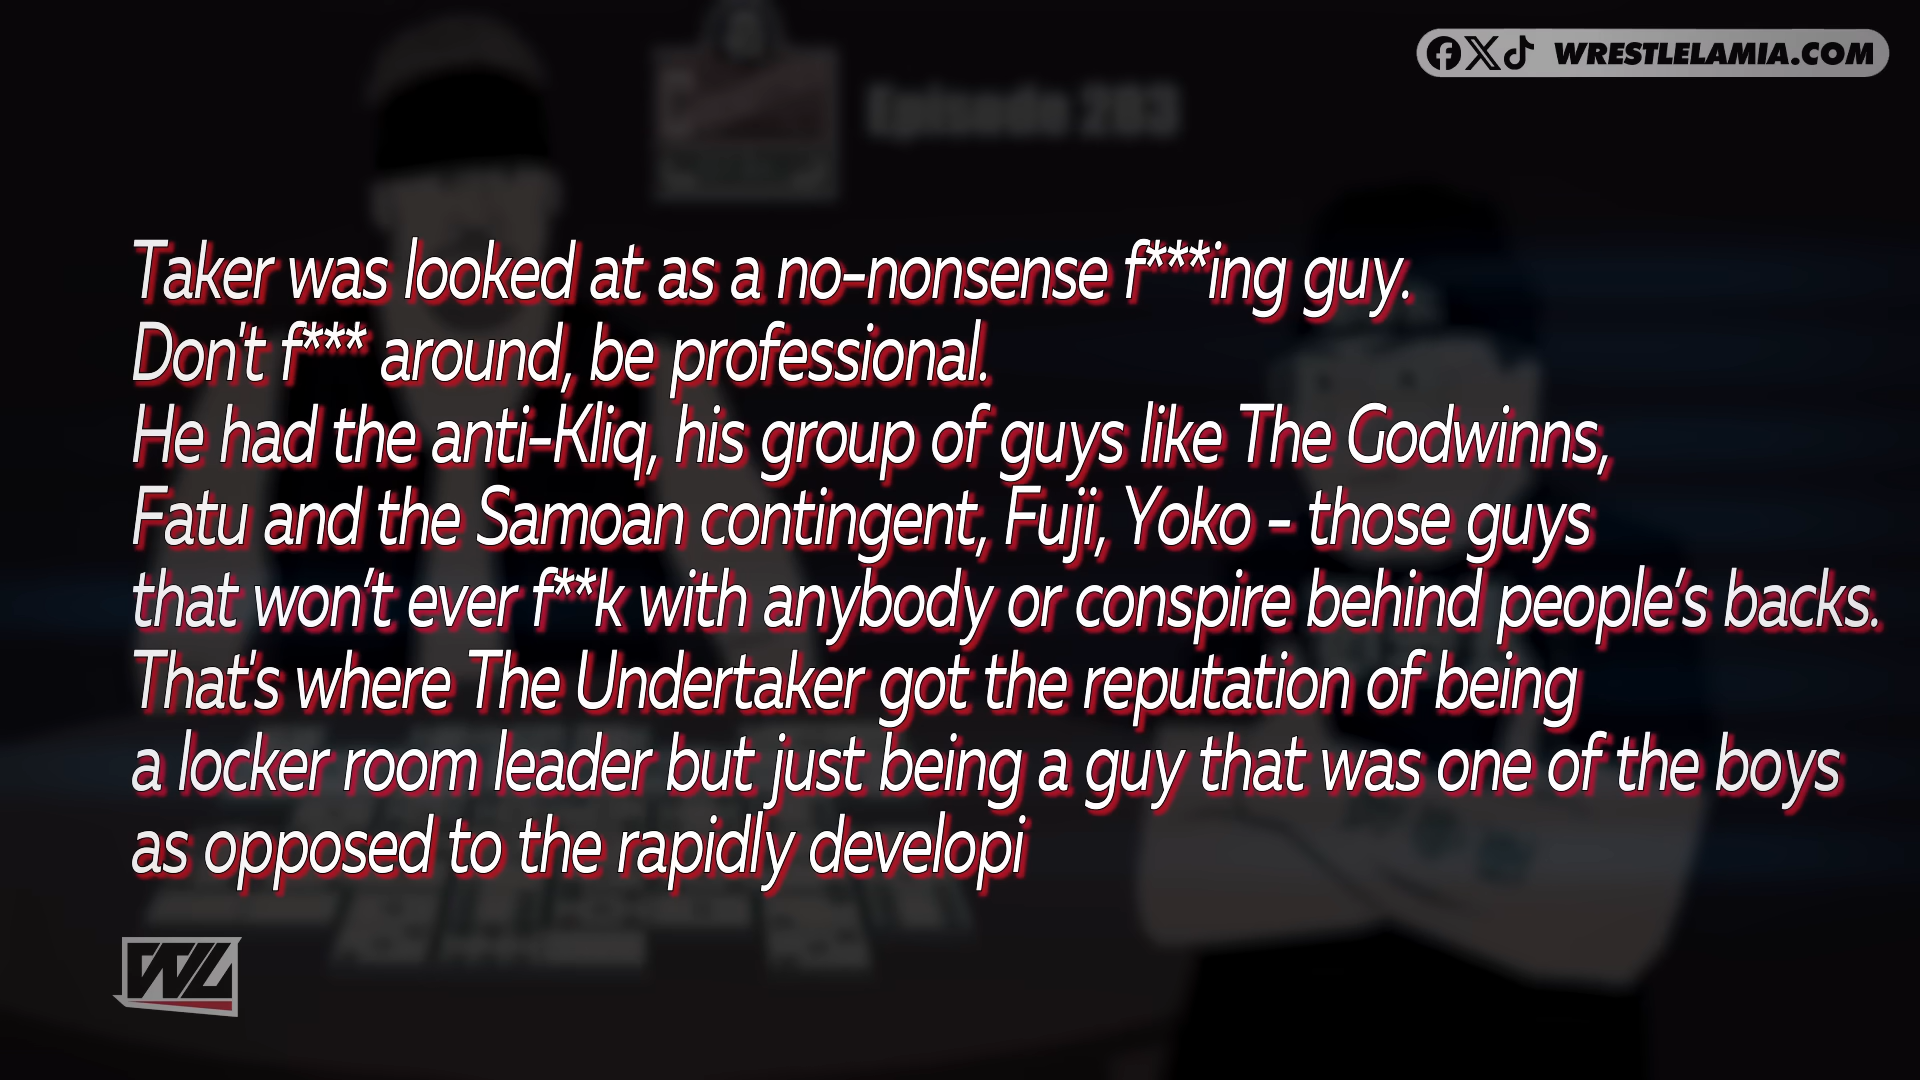 WRESTLELAMIA.COM
Episode 283
Taker was looked at as a no-nonsense f***ing guy.
Don't f*** around, be professional.
He had the anti-Kliq, his group of guys like The Godwinns,
Fatu and the Samoan contingent, Fuji, Yoko - those guys
that won’t ever f**k with anybody or conspire behind people’s backs.
That's where The Undertaker got the reputation of being
a locker room leader but just being a guy that was one of the boys
as opposed to the rapidly developi
WL